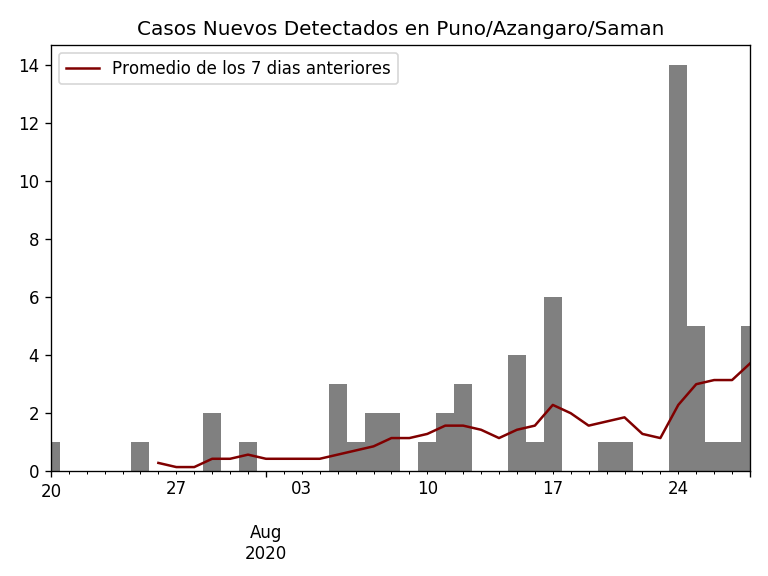 Casos Nuevos Detectados en Puno/Azangaro/Saman
Promedio de los 7 dias anteriores
14
12
10
8
6
4
2
0
20 27 03 10 17 24
Aug
2020